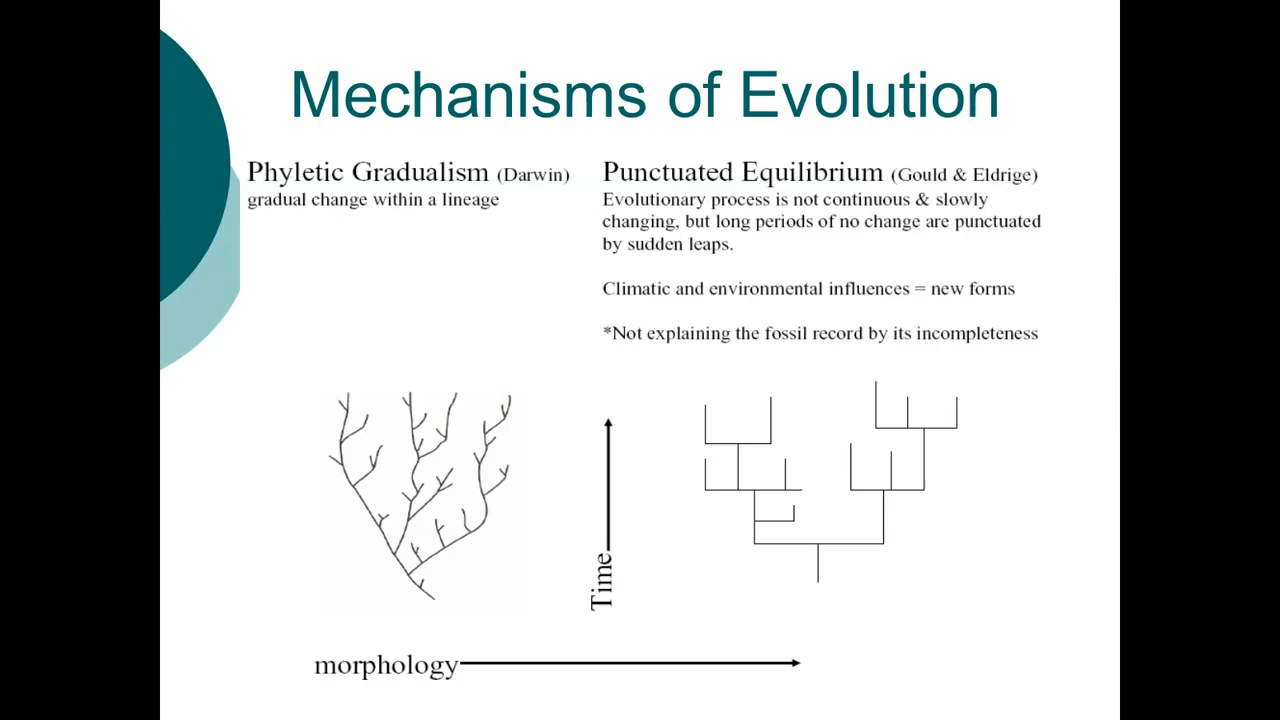 Mechanisms of Evolution
Phyletic Gradualism (Darwin)
gradual change within a lineage
Punctuated Equilibrium (Gould & Eldrige)
Evolutionary process is not continuous & slowly
changing, but long periods of no change are punctuated
by sudden leaps.
Climatic and environmental influences = new forms
*Not explaining the fossil record by its incompleteness
Time
morphology